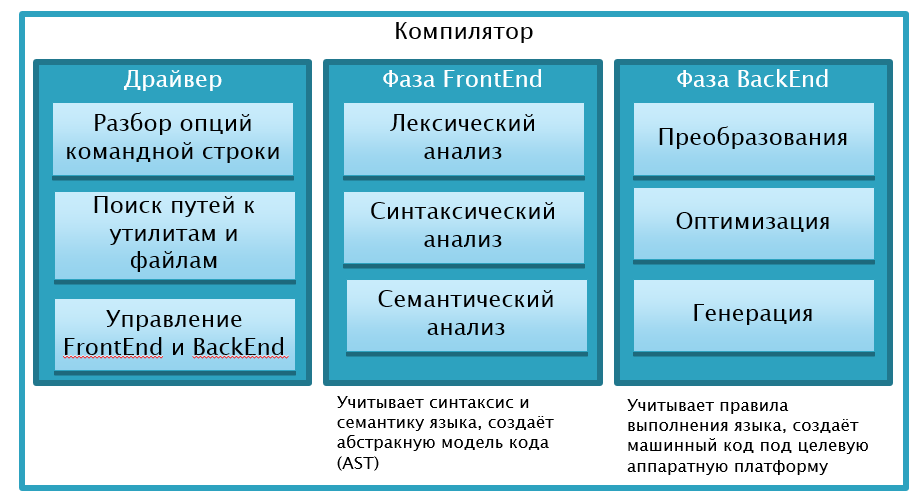 Компилятор
Драйвер
Разбор опций
командной строки
Поиск путей к
утилитам и
файлам
Управление
FrontEnd и BackEnd
Фаза FrontEnd
Лексический
анализ
Синтаксический
анализ
Семантический
анализ
Учитывает синтаксис и
семантику языка, создаёт
абстракную модель кода
(AST)
Фаза BackEnd
Преобразования
Оптимизация
Генерация
Учитывает правила
выполнения языка, создаёт
машинный код под целевую
аппаратную платформу